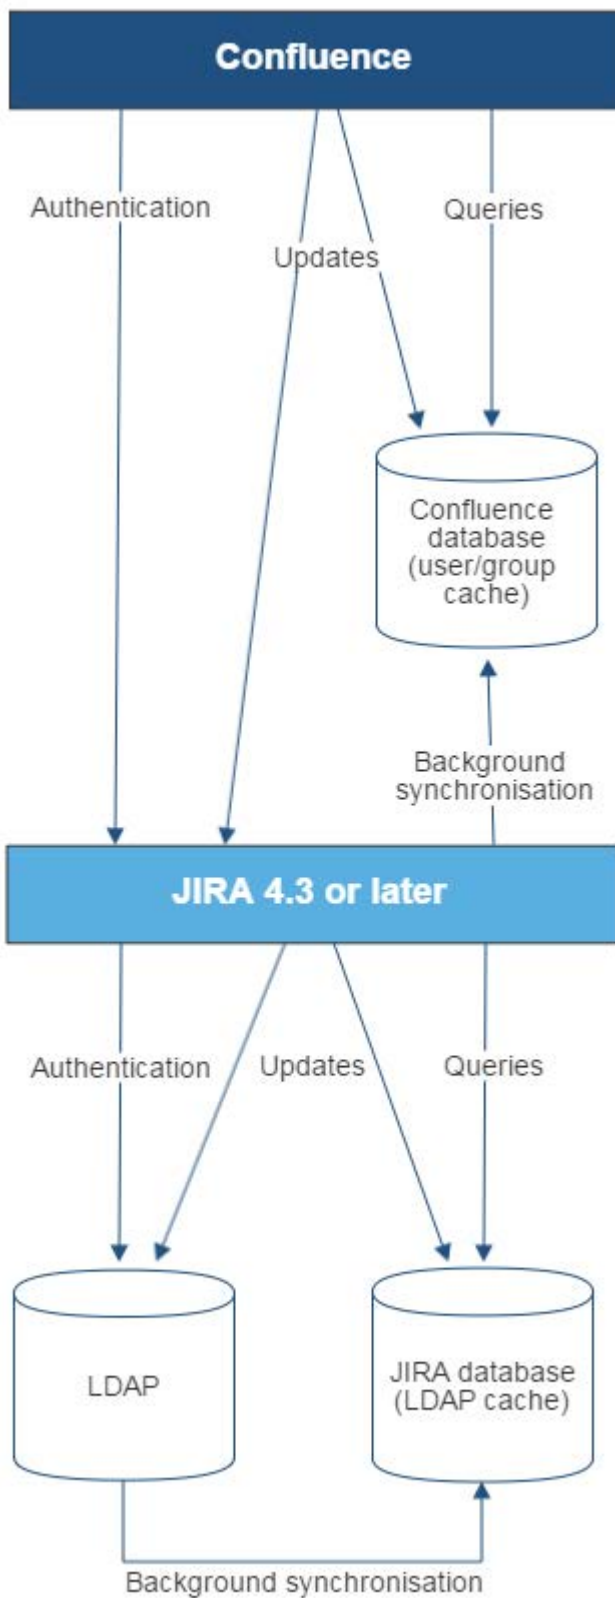 Confluence
Authentication
Queries
Updates
Confluence
database
(user/group
cache)
Background
synchronisation
JIRA 4.3 or later
Authentication
Updates
Queries
LDAP
JIRA database
(LDAP cache)
Background synchronisation